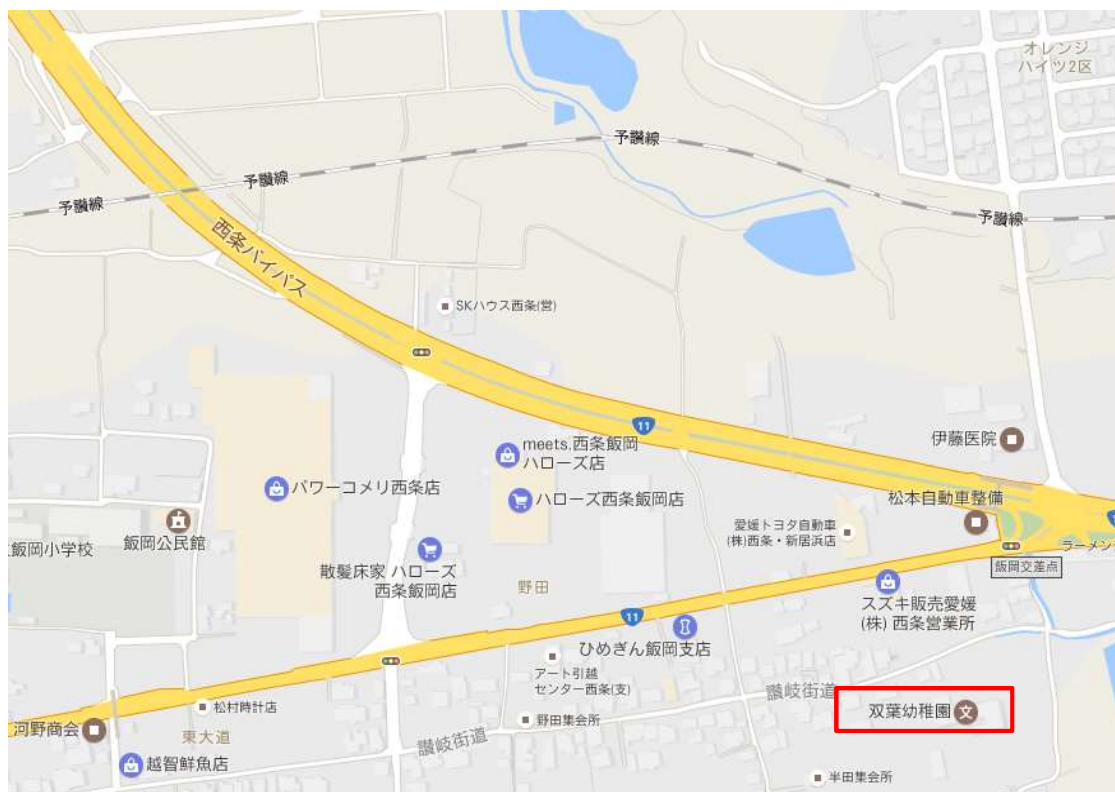 オレンジ
ハイツ2区
予讃線
予讃線
予讃線
予讃線
西条バイパス
SKハウス西条(営)
11
伊藤医院
meets.西条飯岡
ハローズ店
パワーコメリ西条店
ハローズ西条飯岡店
松本自動車整備
愛媛トヨタ自動車
(株)西条・新居浜店
飯岡公民館
飯岡小学校
散髪床家 ハローズ
西条飯岡店
ラーメン
飯岡交差点
野田
11
スズキ販売愛媛
(株) 西条営業所
ひめぎん飯岡支店
アート引越
センター西条(支)
讃岐街道
双葉幼稚園
文
松村時計店
野田集会所
河野商会
東大道
讃岐街道
越智鮮魚店
半田集会所